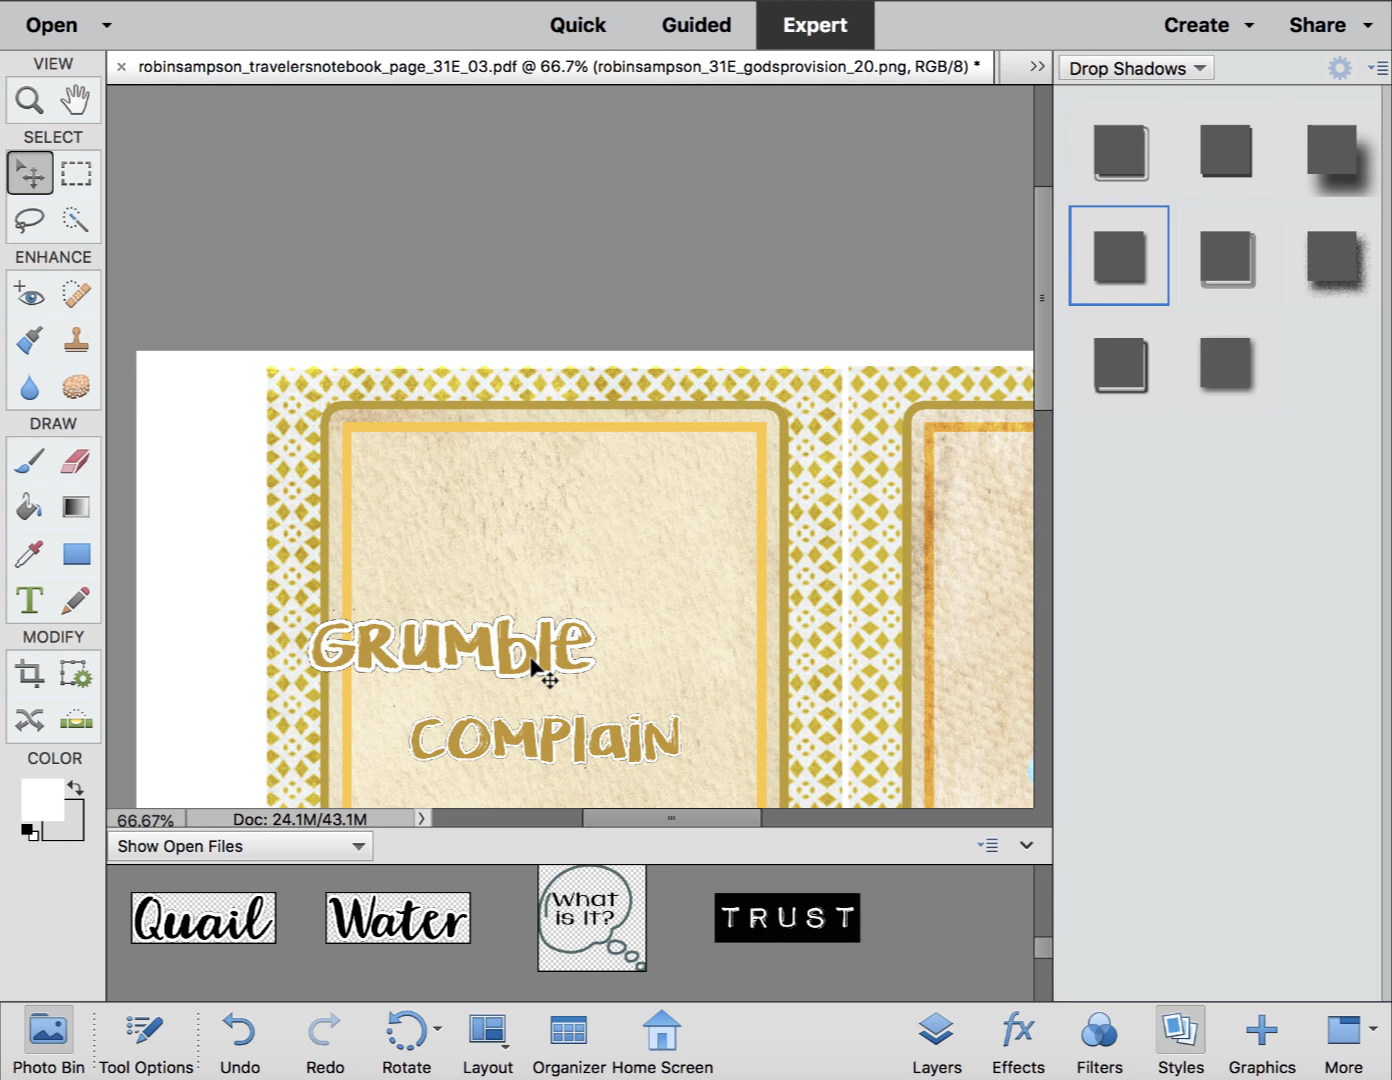 Open Quick Guided Expert Create Share
VIEW
× robinsampson_travelersnotebook_page_31E_03.pdf @ 66.7% (robinsampson_31E_godsprovision_20.png, RGB/8) * >>
Drop Shadows
SELECT
ENHANCE
DRAW
T
MODIFY
COLOR
GRUMblE
COMPlaiN
66.67% Doc: 24.1M/43.1M
Show Open Files
Quail
Water
What
is It?
TRUST
fx
Photo Bin Tool Options Undo Redo Rotate Layout Organizer Home Screen Layers Effects Filters Styles Graphics More